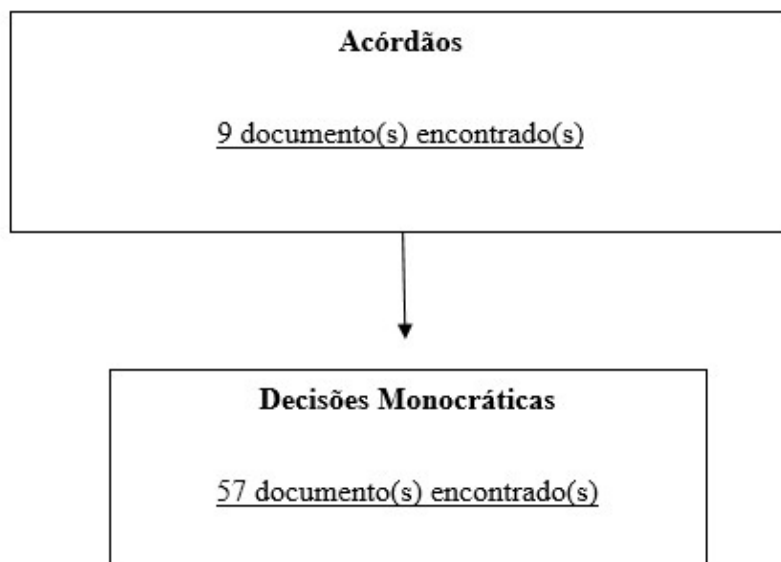 Acórdãos
9 documento(s) encontrado(s)
Decisões Monocráticas
57 documento(s) encontrado(s)